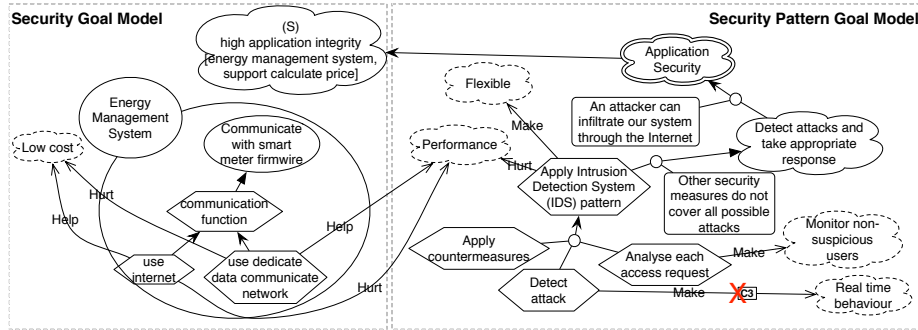 Security Goal Model
Security Pattern Goal Model
(S)
high application integrity
[energy management system,
support calculate price]
Application
Security
Energy
Management
System
Flexible
An attacker can
infiltrate our system
through the Internet
Communicate
with smart
meter firmwire
Make
Low cost
Performance
Detect attacks and
take appropriate
response
Hurt
Apply Intrusion
Detection System
(IDS) pattern
Hurt
communication
function
Help
Help
Other security
measures do not
cover all possible
attacks
Apply
countermeasures
Analyse each
access request
Make
Monitor non-
suspicious
users
use
internet
use dedicate
data communicate
network
Hurt
Detect
attack
Make
C3
Real time
behaviour